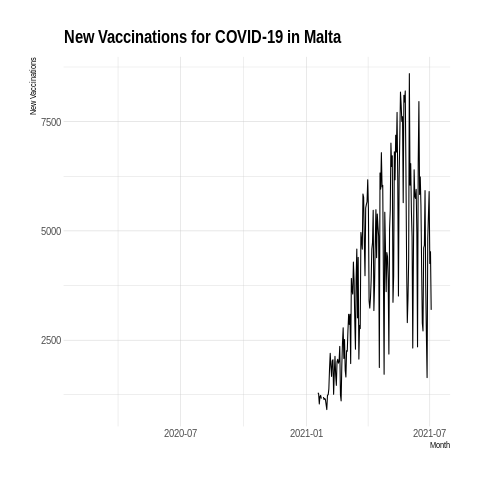 New Vaccinations for COVID-19 in Malta
New Vaccinations
7500
5000
2500
2020-07 2021-01 2021-07
Month